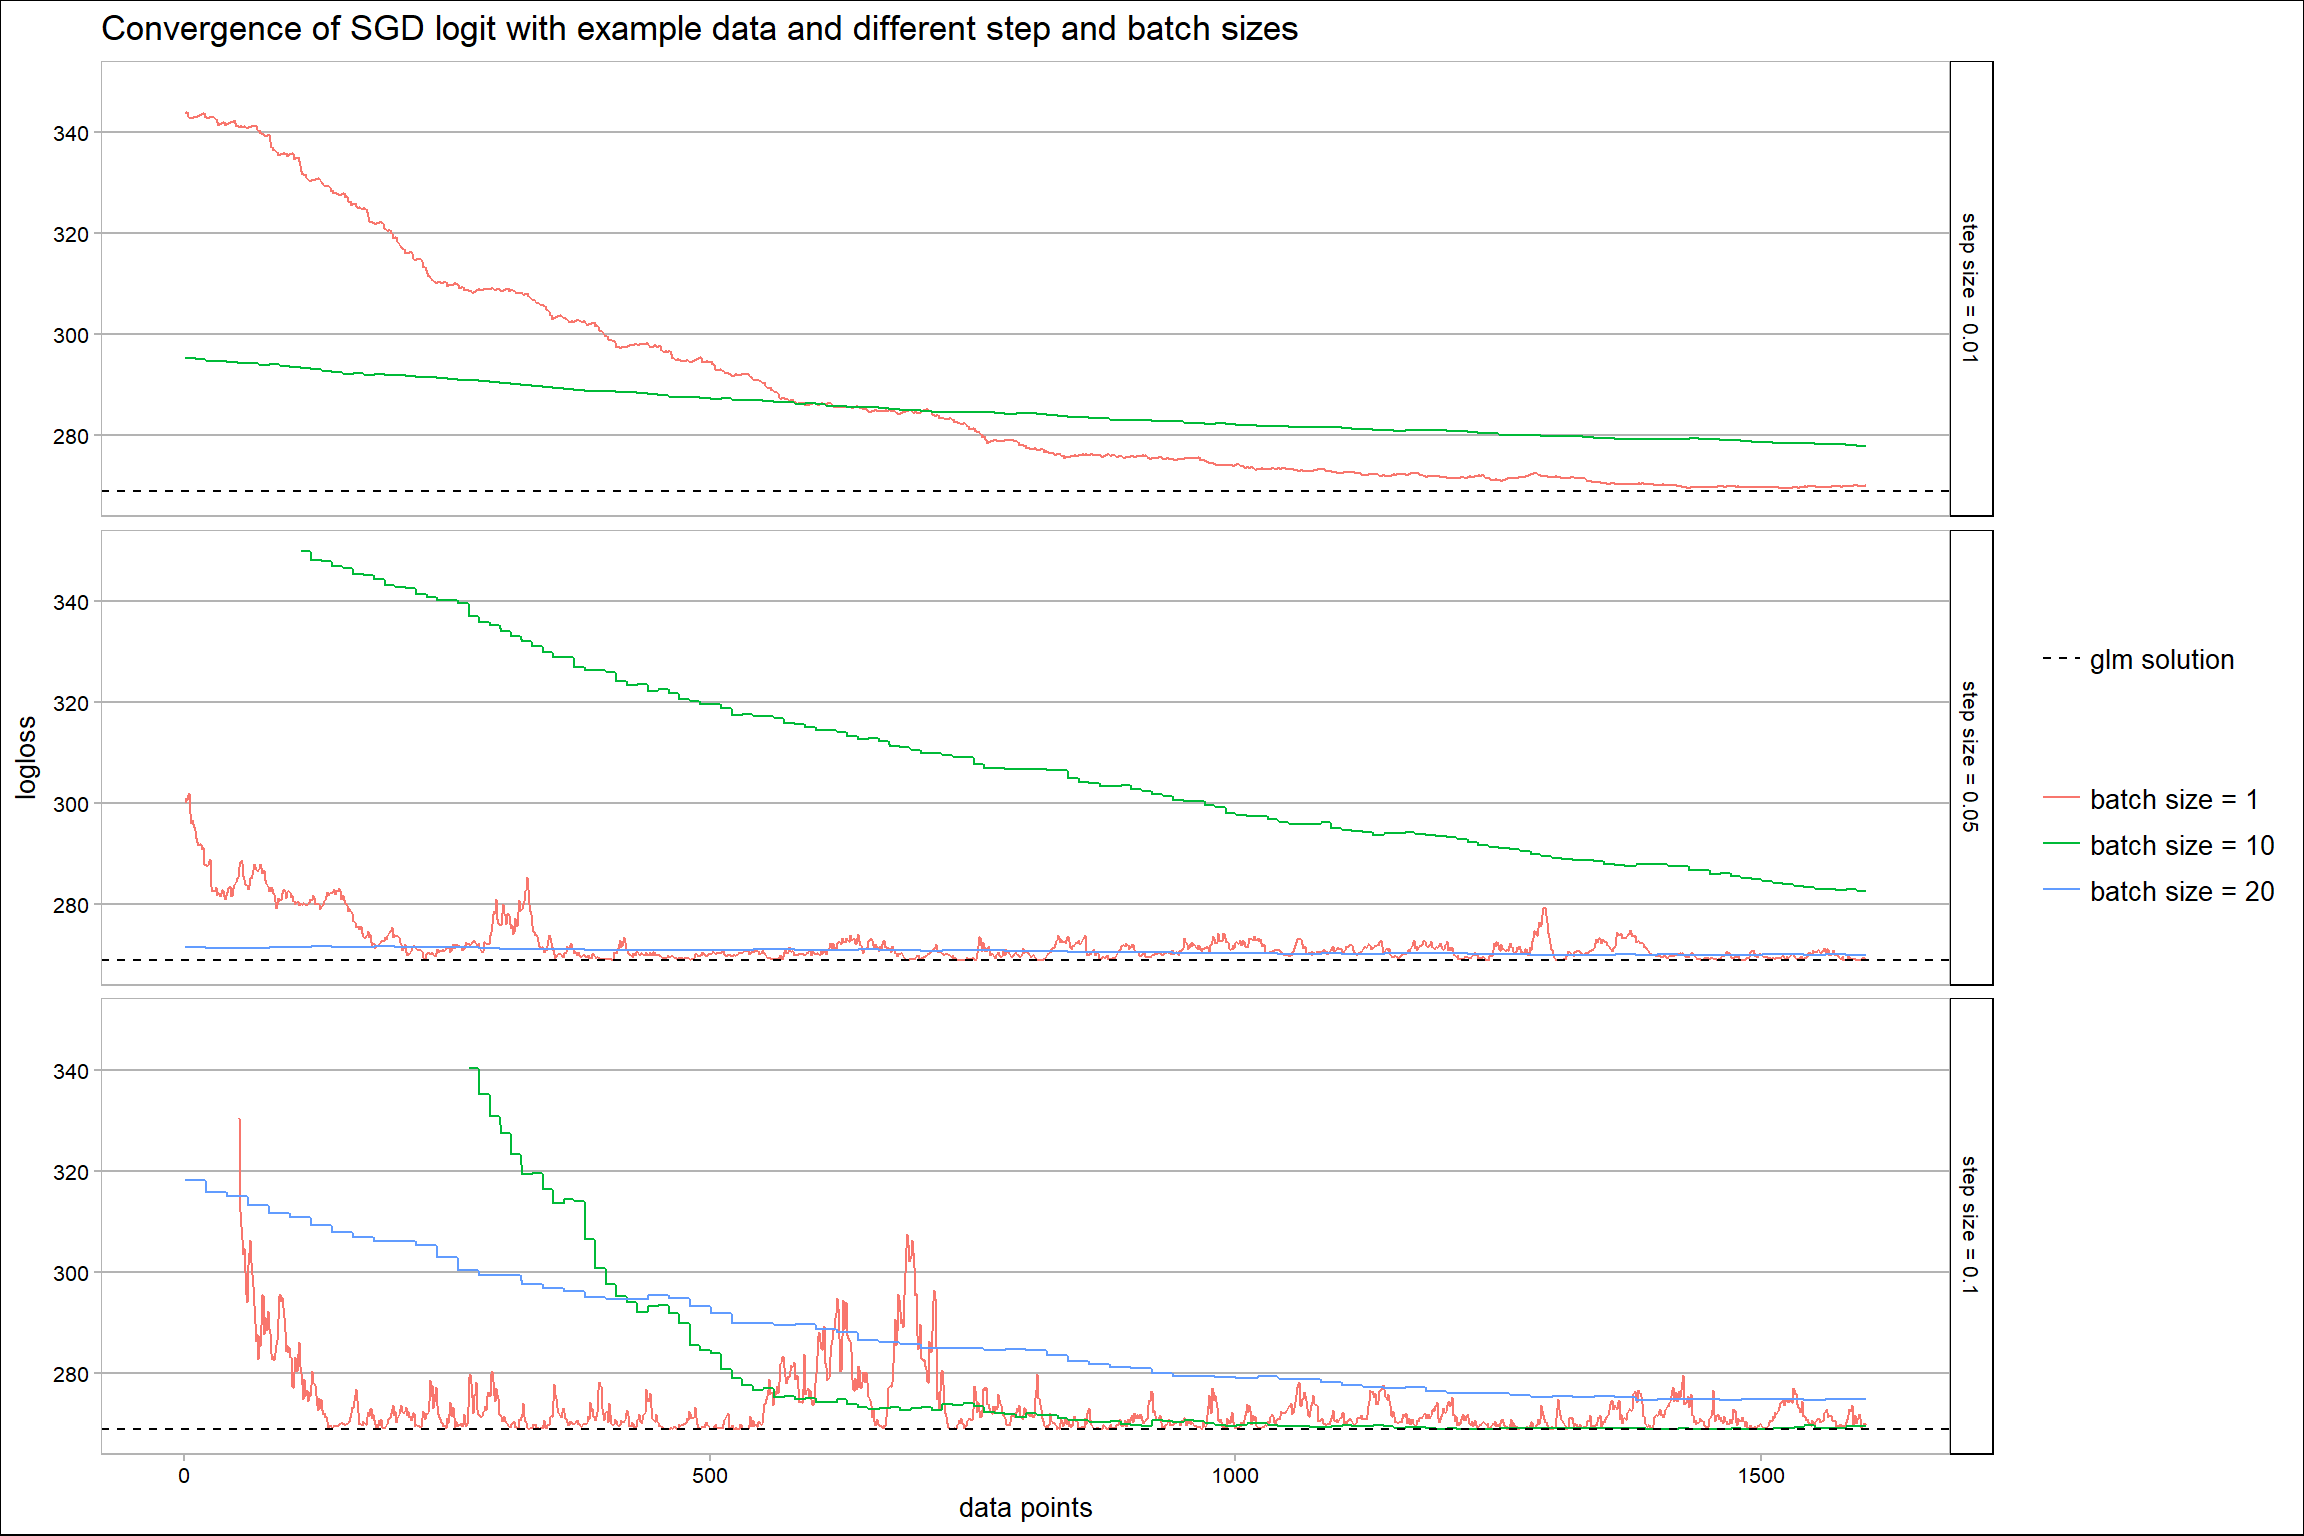 Convergence of SGD logit with example data and different step and batch sizes
340
320
300
280
step size = 0.01
340
320
300
280
step size = 0.05
340
320
300
280
step size = 0.1
0
500
1000
1500
data points
logloss
glm solution
batch size = 1
batch size = 10
batch size = 20